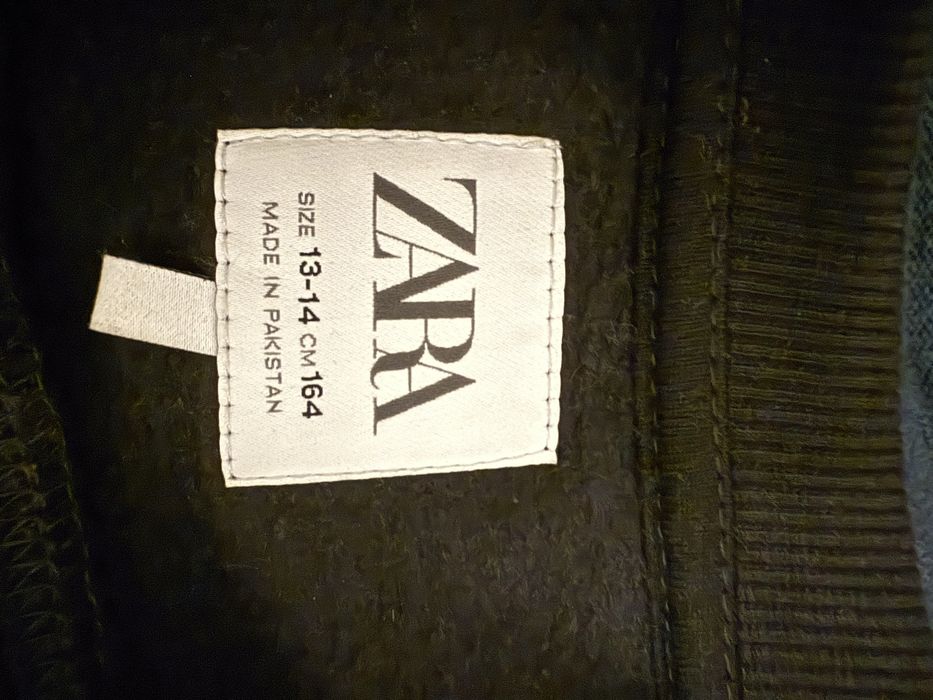 ZARA
SIZE 13-14 CM 164
MADE IN PAKISTAN